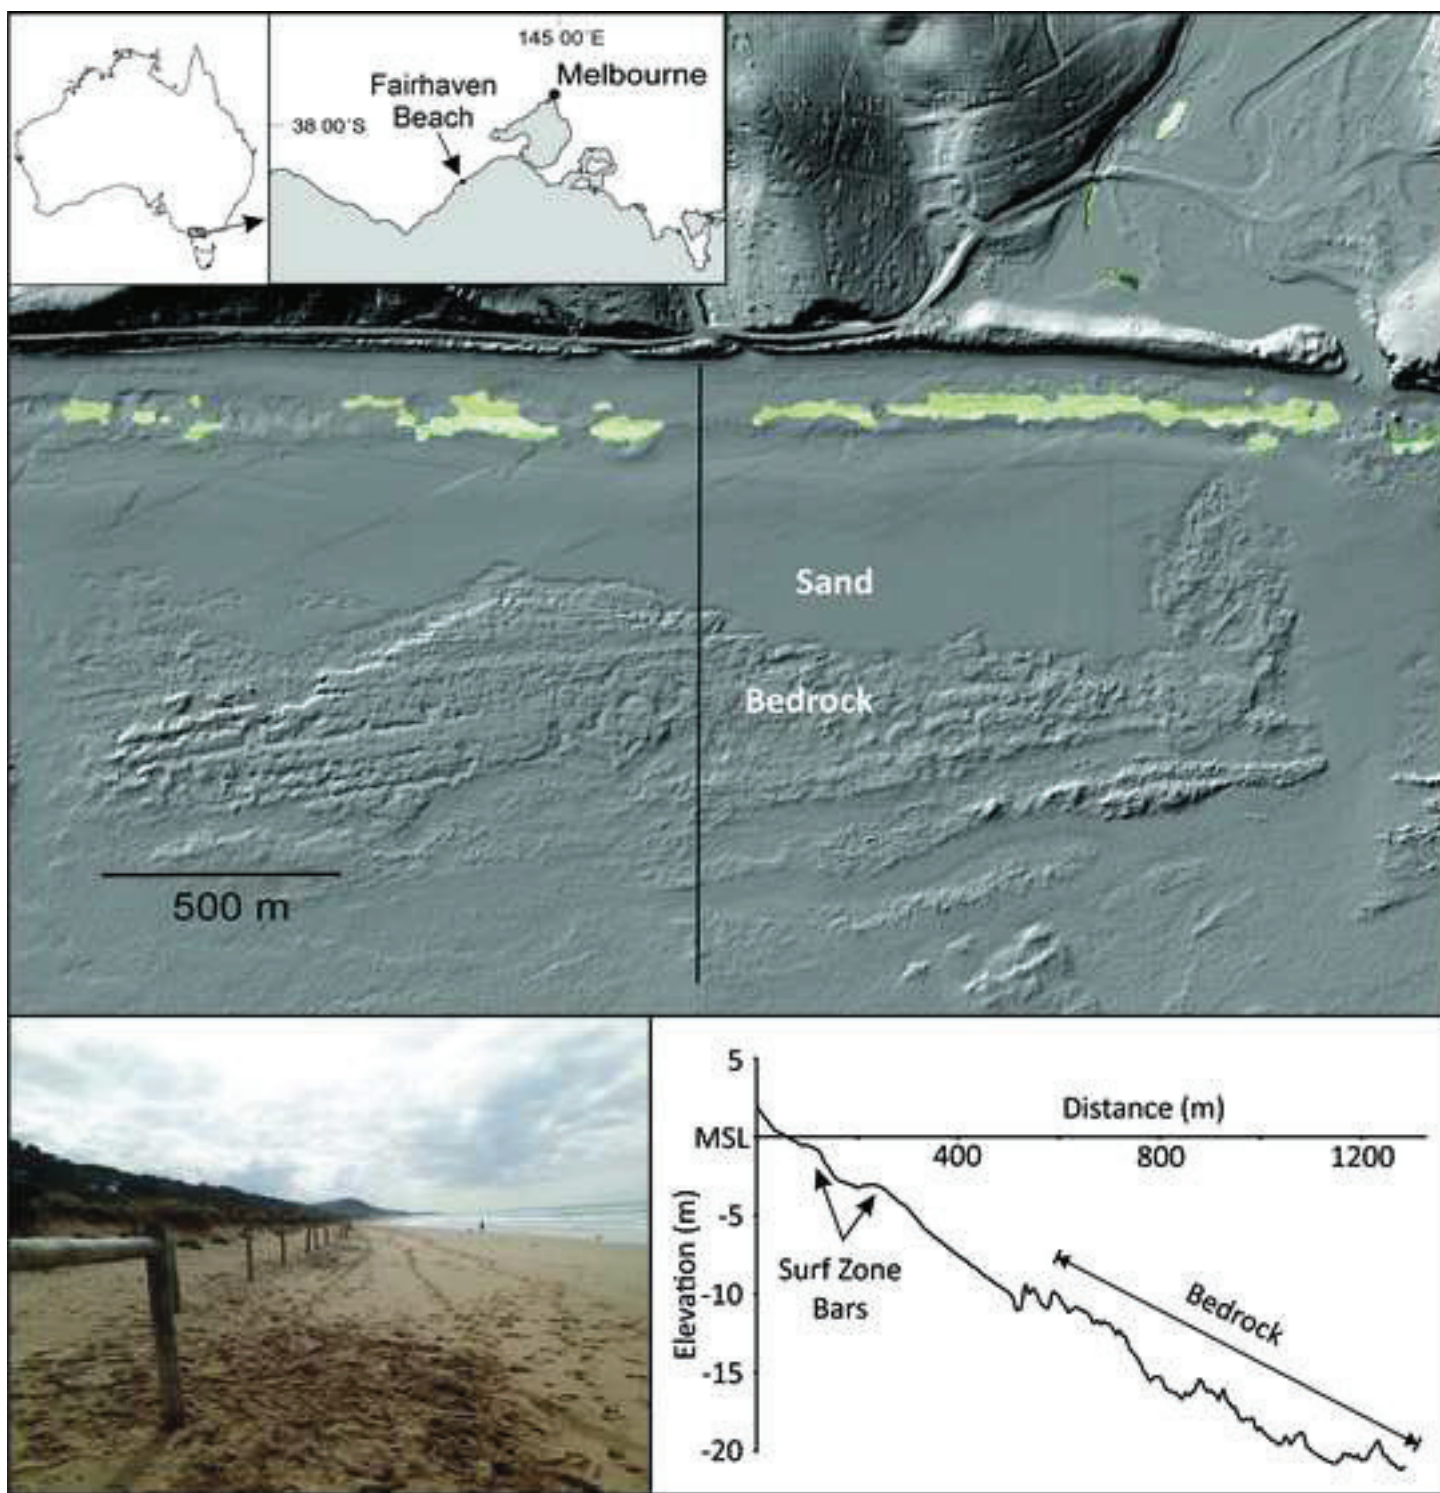 145 00´E
Melbourne
Fairhaven
Beach
38 00´S
Sand
Bedrock
500 m
5
Distance (m)
MSL
400
800
1200
-5
Surf Zone
Bars
-10
Bedrock
Elevation (m)
-15
-20